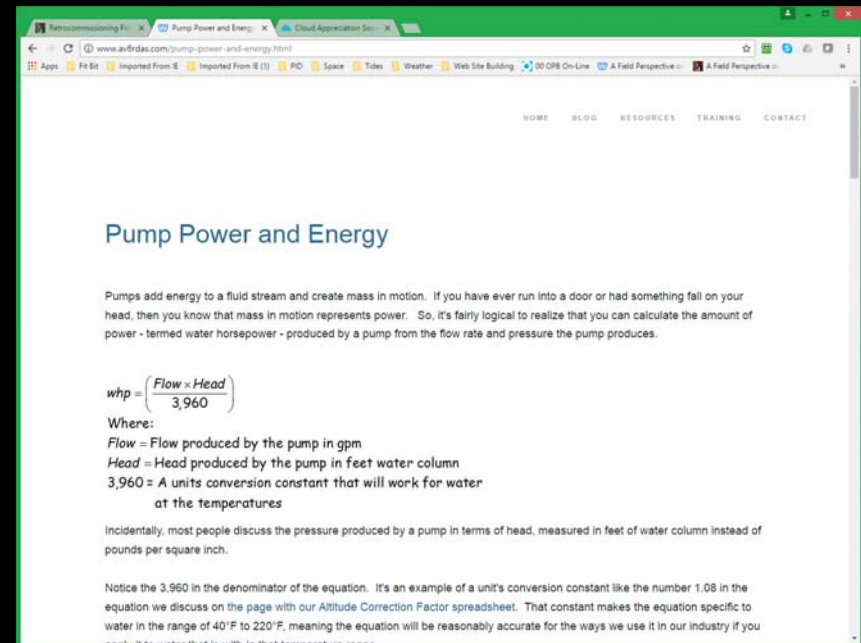 Retrocommissioning Fi
Pump Power and Energ
Cloud Appreciation Soc
www.av8rdas.com/pump-power-and-energy.html
Apps Fit Bit Imported From IE Imported From IE (1) PID Space Tides Weather Web Site Building 00 OPB On-Line A Field Perspective o A Field Perspective o
HOME BLOG RESOURCES TRAINING CONTACT
Pump Power and Energy
Pumps add energy to a fluid stream and create mass in motion. If you have ever run into a door or had something fall on your
head, then you know that mass in motion represents power. So, it's fairly logical to realize that you can calculate the amount of
power - termed water horsepower - produced by a pump from the flow rate and pressure the pump produces.
whp = (Flow × Head / 3,960)
Where:
Flow = Flow produced by the pump in gpm
Head = Head produced by the pump in feet water column
3,960 = A units conversion constant that will work for water
at the temperatures
Incidentally, most people discuss the pressure produced by a pump in terms of head, measured in feet of water column instead of
pounds per square inch.
Notice the 3,960 in the denominator of the equation. It's an example of a unit's conversion constant like the number 1.08 in the
equation we discuss on the page with our Altitude Correction Factor spreadsheet. That constant makes the equation specific to
water in the range of 40°F to 220°F, meaning the equation will be reasonably accurate for the ways we use it in our industry if you